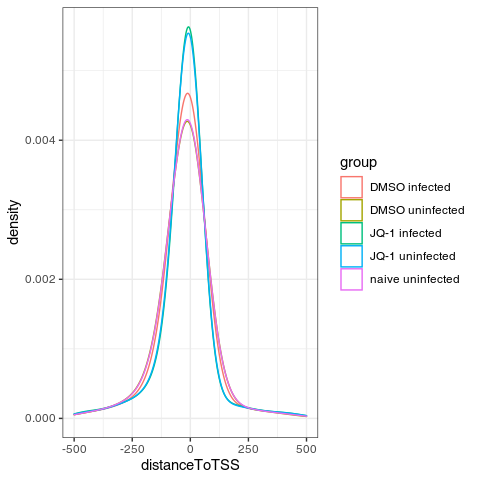 density
0.004
0.002
0.000
-500
-250
0
250
500
distanceToTSS
group
DMSO infected
DMSO uninfected
JQ-1 infected
JQ-1 uninfected
naive uninfected